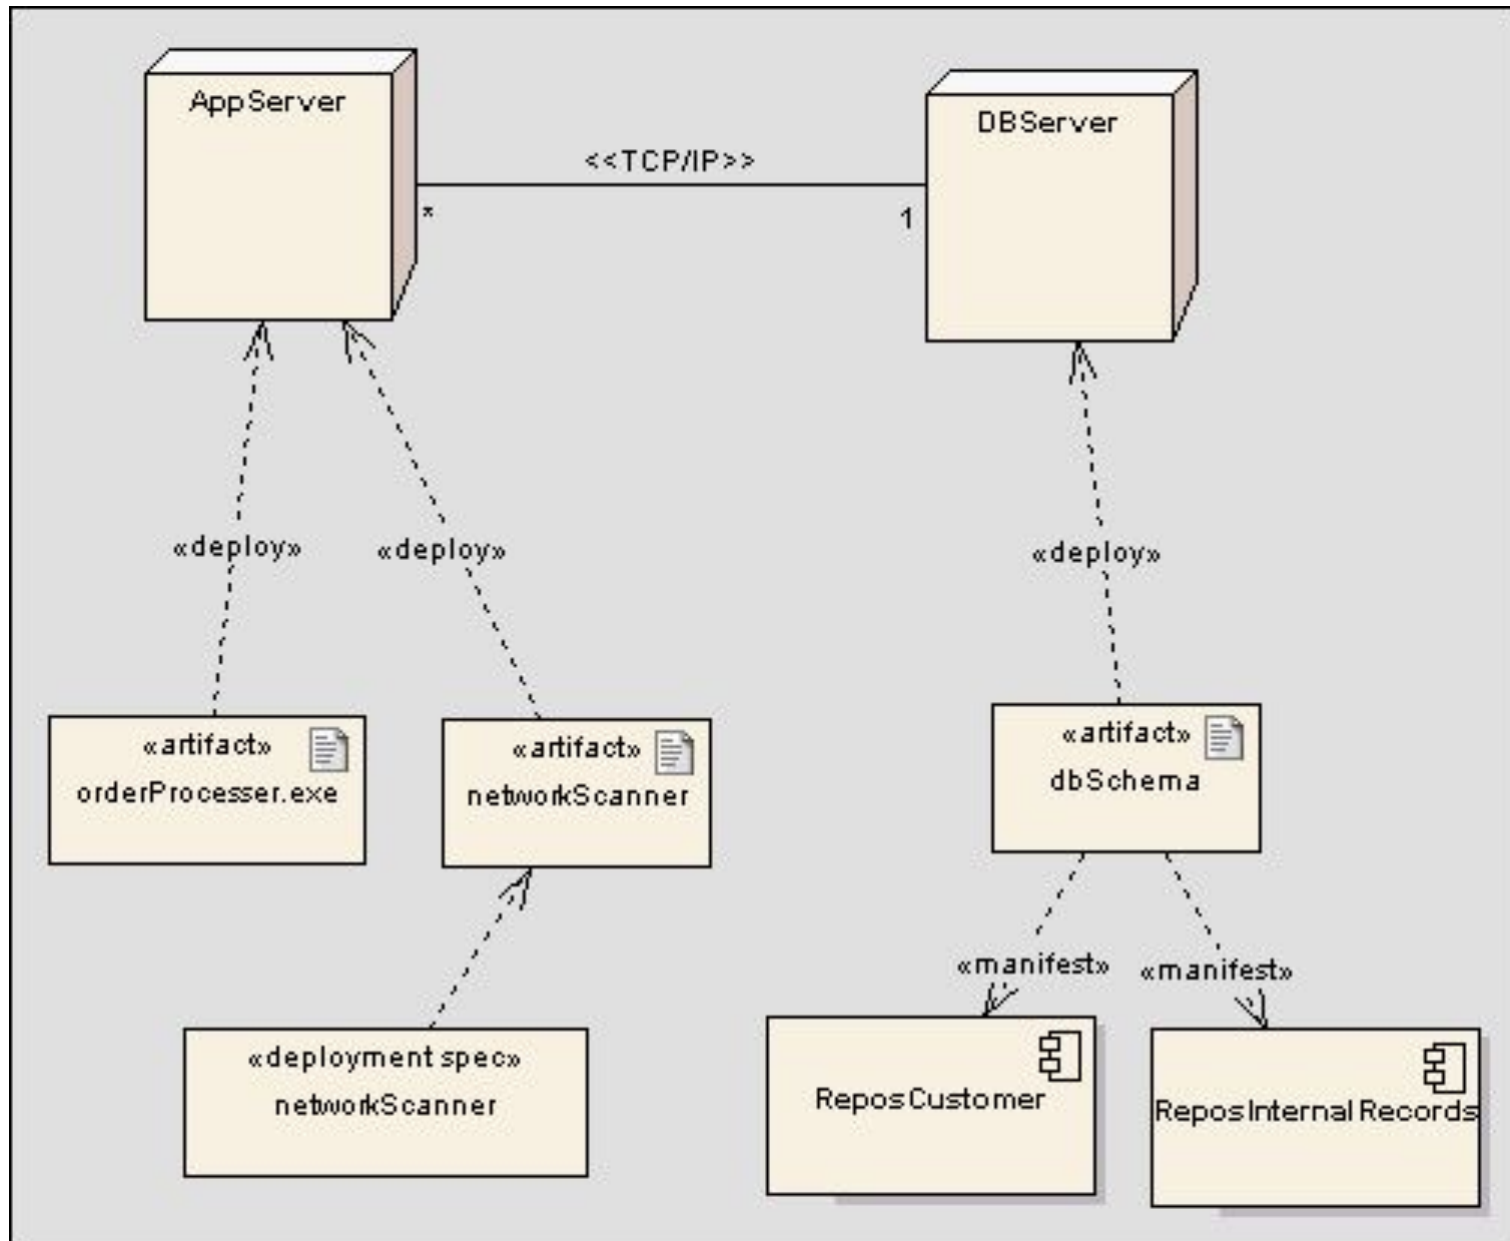 AppServer
DBServer
<<TCP/IP>>
*
1
«deploy»
«deploy»
«deploy»
«artifact»
orderProcesser.exe
«artifact»
networkScanner
«artifact»
dbSchema
«manifest»
«manifest»
«deployment spec»
networkScanner
ReposCustomer
ReposInternalRecords